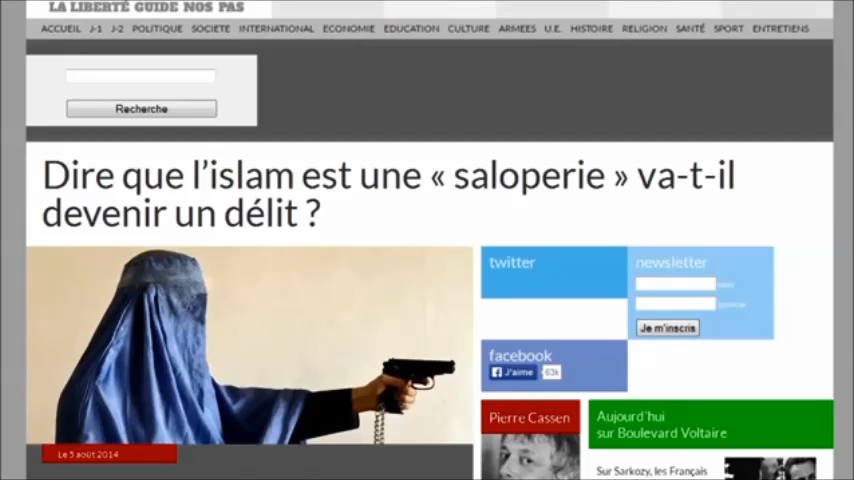 LA LIBERTÉ GUIDE NOS PAS
ACCUEIL J-1 J-2 POLITIQUE SOCIETE INTERNATIONAL ECONOMIE EDUCATION CULTURE ARMEES U.E. HISTOIRE RELIGION SANTÉ SPORT ENTRETIENS
Recherche
Dire que l'islam est une « saloperie » va-t-il
devenir un délit ?
twitter
newsletter
Je m'inscris
facebook
J'aime 63k
Pierre Cassen
Aujourd'hui
sur Boulevard Voltaire
Le 5 août 2014
Sur Sarkozy, les Français